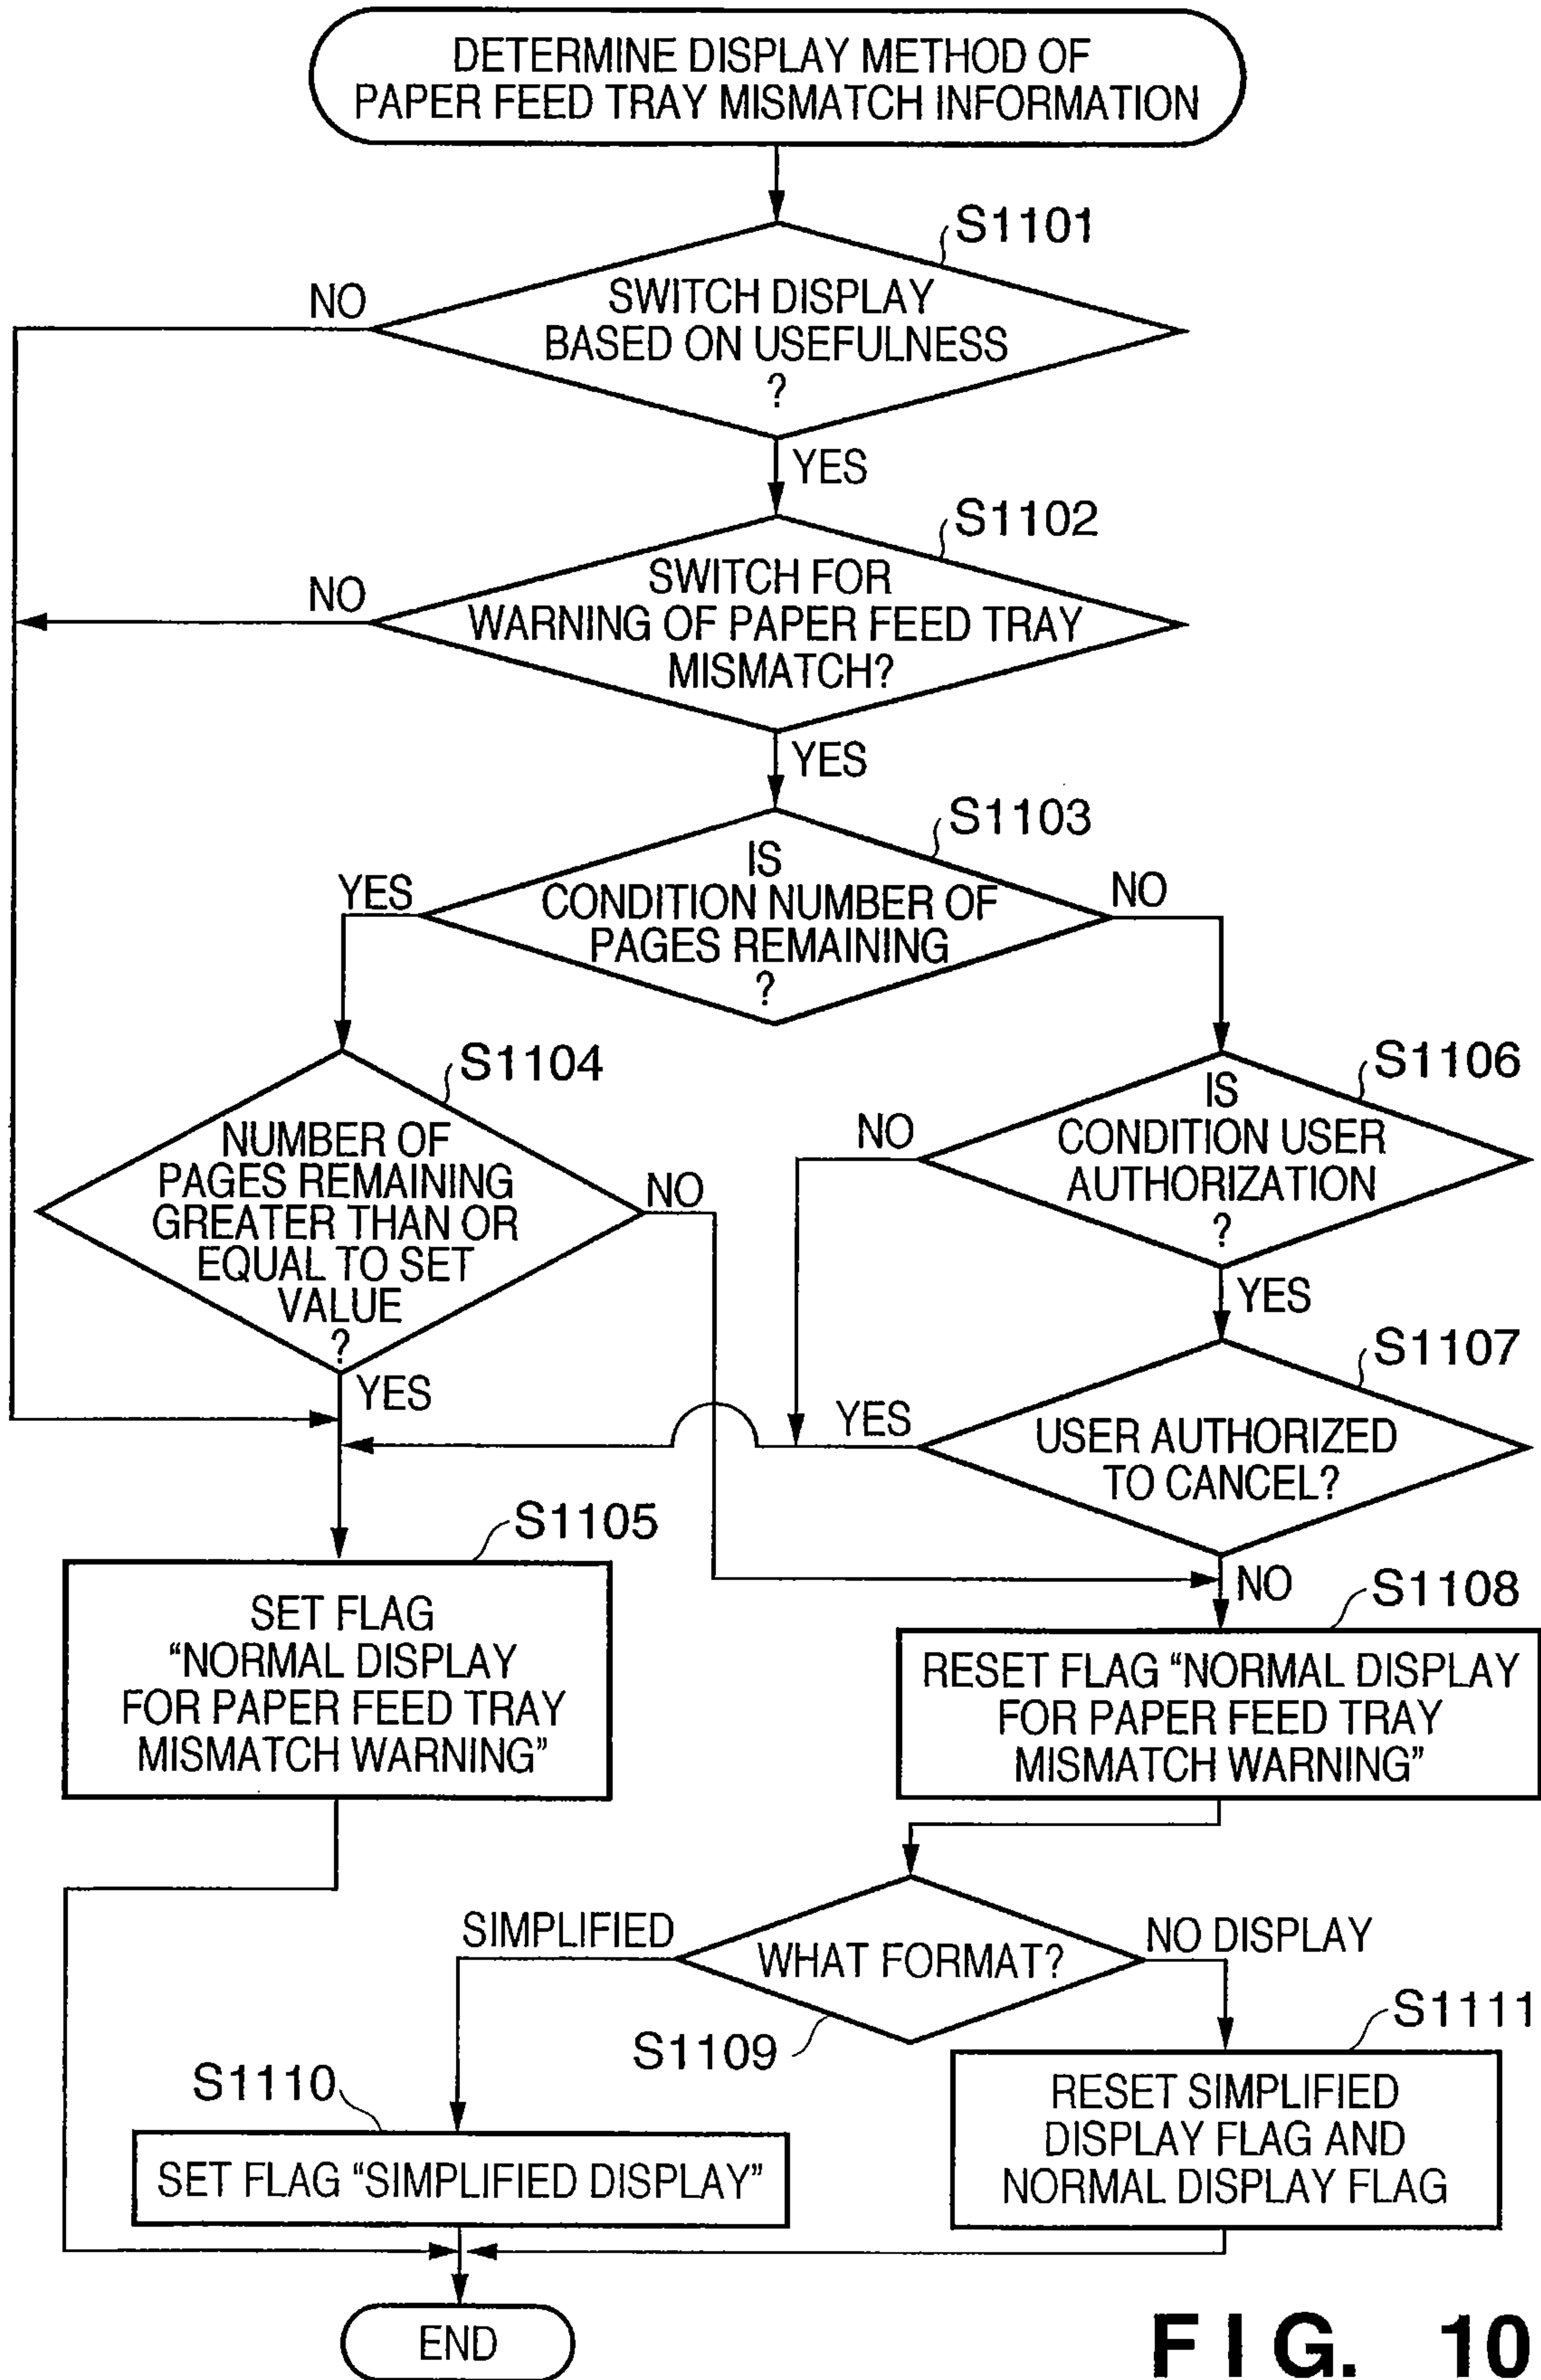 DETERMINE DISPLAY METHOD OF
PAPER FEED TRAY MISMATCH INFORMATION
S1101
NO
SWITCH DISPLAY
BASED ON USEFULNESS
?
YES
S1102
NO
SWITCH FOR
WARNING OF PAPER FEED TRAY
MISMATCH?
YES
S1103
YES
IS
CONDITION NUMBER OF
PAGES REMAINING
?
NO
S1104
NUMBER OF
PAGES REMAINING
GREATER THAN OR
EQUAL TO SET
VALUE
?
NO
YES
S1106
NO
IS
CONDITION USER
AUTHORIZATION
?
YES
S1107
YES
USER AUTHORIZED
TO CANCEL?
NO
S1105
SET FLAG
“NORMAL DISPLAY
FOR PAPER FEED TRAY
MISMATCH WARNING”
S1108
RESET FLAG “NORMAL DISPLAY
FOR PAPER FEED TRAY
MISMATCH WARNING”
SIMPLIFIED
WHAT FORMAT?
NO DISPLAY
S1109
S1110
SET FLAG “SIMPLIFIED DISPLAY”
S1111
RESET SIMPLIFIED
DISPLAY FLAG AND
NORMAL DISPLAY FLAG
END
FIG. 10